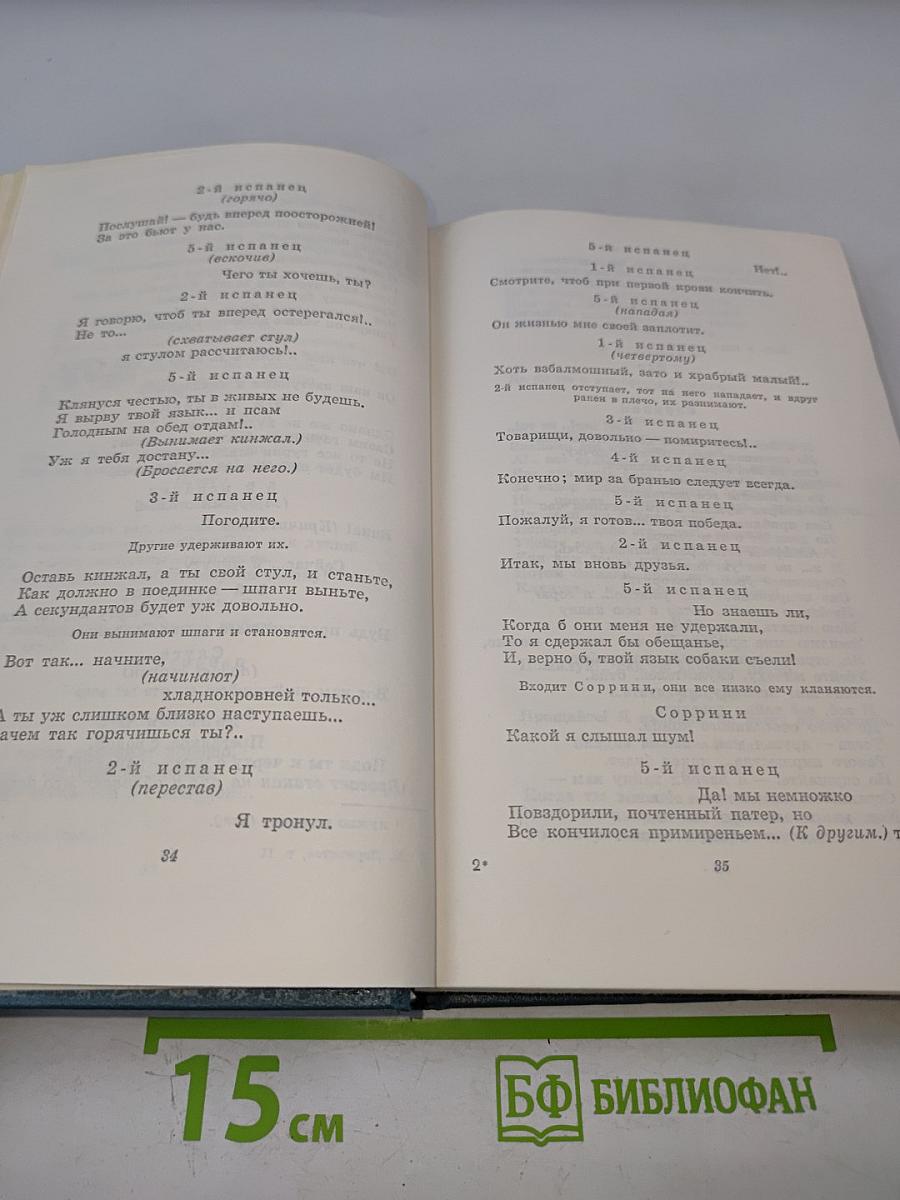 2-й испанец
(горячо)
Послушай! — будь вперед поосторожней!
За это бьют у нас.
5-й испанец
(вскочив)
Чего ты хочешь, ты?
2-й испанец
Я говорю, чтоб ты вперед остерегался!..
Не то...
(схватывает стул)
я стулом рассчитаюсь!..
5-й испанец
Клянуся честью, ты в живых не будешь.
Я вырву твой язык... и псам
Голодным на обед отдам!..
(Вынимает кинжал.)
Уж я тебя достану...
(Бросается на него.)
3-й испанец
Погодите.
Другие удерживают их.
Оставь кинжал, а ты свой стул, и станьте,
Как должно в поединке — шпаги выньте,
А секундантов будет уж довольно.
Они вынимают шпаги и становятся.
Вот так... начните,
(начинают)
хладнокровней только...
А ты уж слишком близко наступаешь...
ачем так горячишься ты?..
2-й испанец
(перестав)
Я тронул.
34
5-й испанец
Нет!..
1-й испанец
Смотрите, чтоб при первой крови кончить.
5-й испанец
(нападая)
Он жизнью мне своей заплотит.
1-й испанец
(четвертому)
Хоть взбалмошный, зато и храбрый малый!..
2-й испанец отступает, тот на него нападает, и вдруг
ранен в плечо, их разнимают.
3-й испанец
Товарищи, довольно — помиритесь!..
4-й испанец
Конечно; мир за бранью следует всегда.
5-й испанец
Пожалуй, я готов... твоя победа.
2-й испанец
Итак, мы вновь друзья.
5-й испанец
Но знаешь ли,
Когда б они меня не удержали,
То я сдержал бы обещанье,
И, верно б, твой язык собаки съели!
Входит Соррини, они все низко ему кланяются.
Соррини
Какой я слышал шум!
5-й испанец
Да! мы немножко
Повздорили, почтенный патер, но
Все кончилось примиреньем... (К другим.) т
2*
35
15 см
БФ БИБЛИОФАН